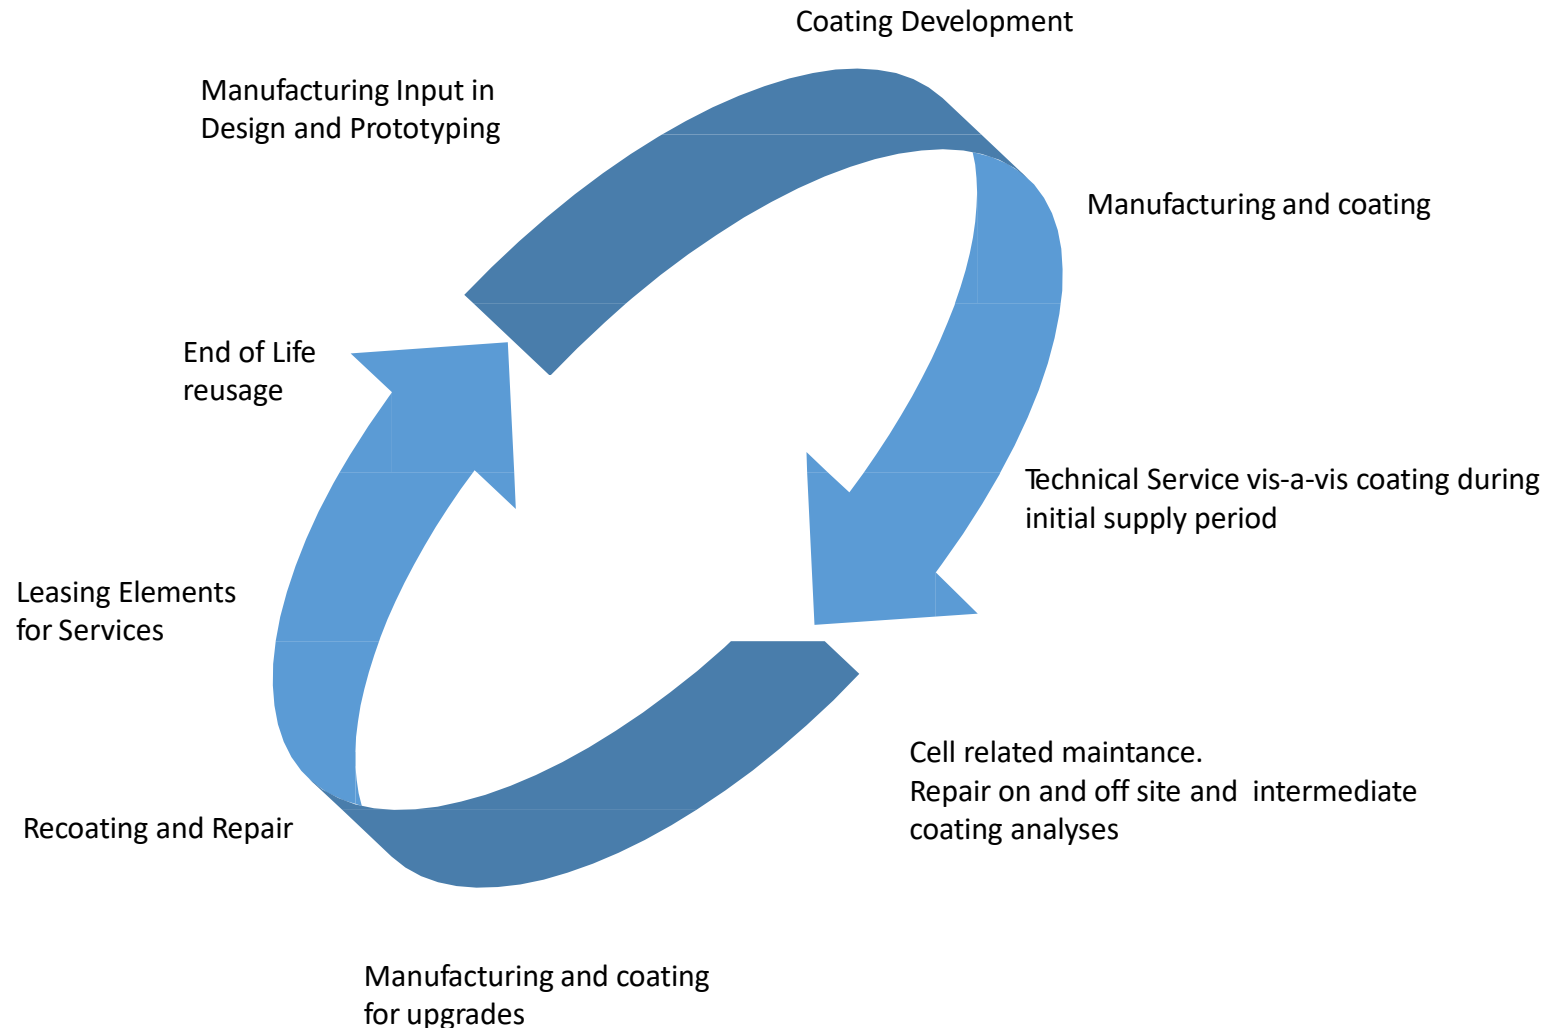 Coating Development
Manufacturing Input in
Design and Prototyping
Manufacturing and coating
End of Life
reusage
Technical Service vis-a-vis coating during
initial supply period
Leasing Elements
for Services
Cell related maintance.
Repair on and off site and  intermediate
coating analyses
Recoating and Repair
Manufacturing and coating
for upgrades